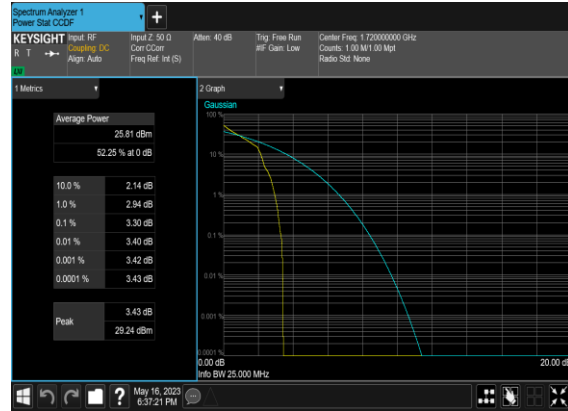 Spectrum Analyzer 1
Power Stat CCDF
KEYSIGHT
R T
LM
Input: RF
Coupling: DC
Align: Auto
Input Z: 50 Ω
Corr CCorr
Freq Ref: Int (S)
Atten: 40 dB
Trig: Free Run
#IF Gain: Low
Center Freq: 1.720000000 GHz
Counts: 1.00 M/1.00 Mpt
Radio Std: None
1 Metrics
Average Power
25.81 dBm
52.25 % at 0 dB
10.0 % 2.14 dB
1.0 % 2.94 dB
0.1 % 3.30 dB
0.01 % 3.40 dB
0.001 % 3.42 dB
0.0001 % 3.43 dB
Peak
3.43 dB
29.24 dBm
2 Graph
Gaussian
100 %
10 %
1 %
0.1 %
0.01 %
0.001 %
0.0001 %
0.00 dB
20.00 dB
Info BW 25.000 MHz
May 16, 2023
6:37:21 PM